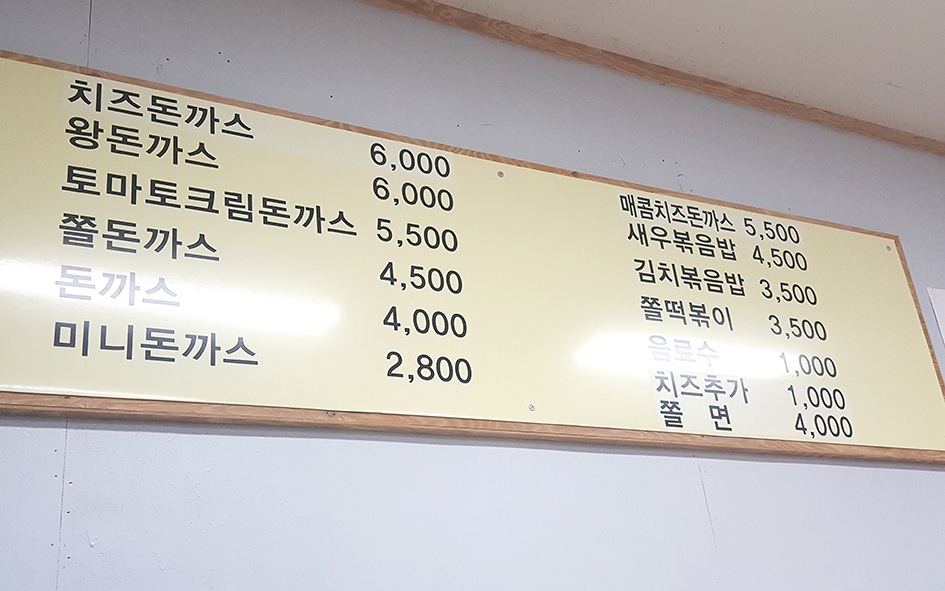 치즈돈까스 6,000
왕돈까스 6,000
토마토크림돈까스 5,500
쫄돈까스 4,500
돈까스 4,000
미니돈까스 2,800
매콤치즈돈까스 5,500
새우볶음밥 4,500
김치볶음밥 3,500
쫄떡볶이 3,500
음료수 1,000
치즈추가 1,000
쫄 면 4,000